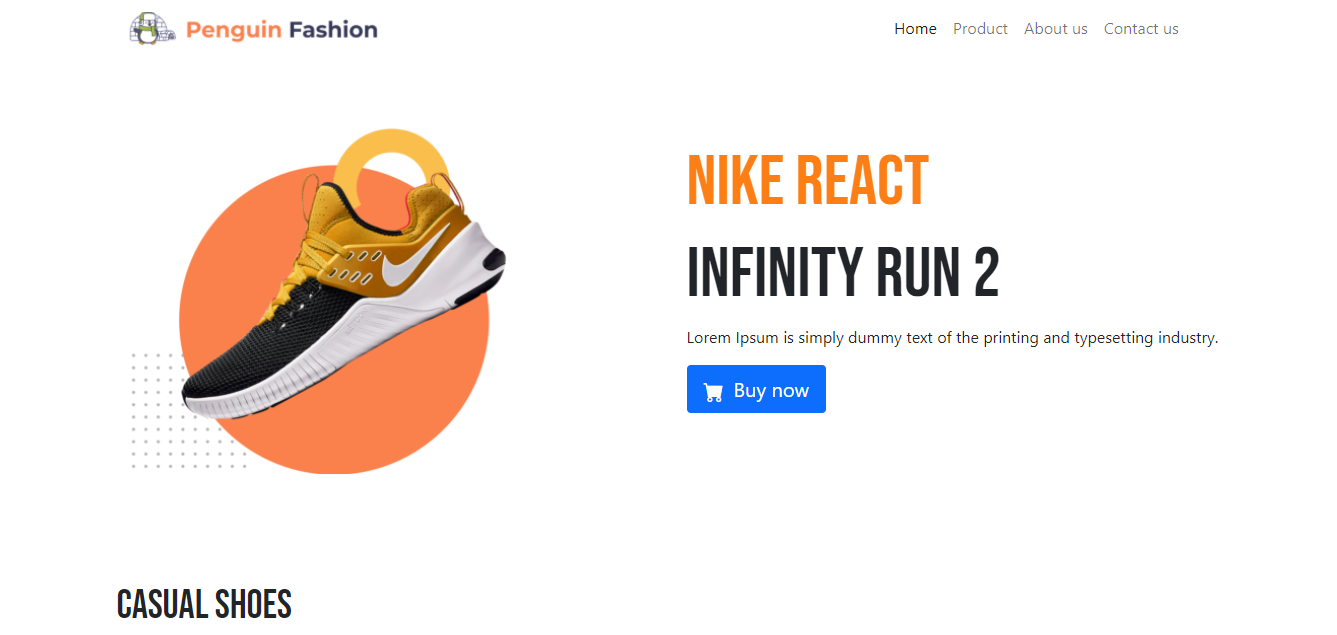 Penguin Fashion
Home Product About us Contact us
NIKE REACT
INFINITY RUN 2
Lorem Ipsum is simply dummy text of the printing and typesetting industry.
Buy now
CASUAL SHOES